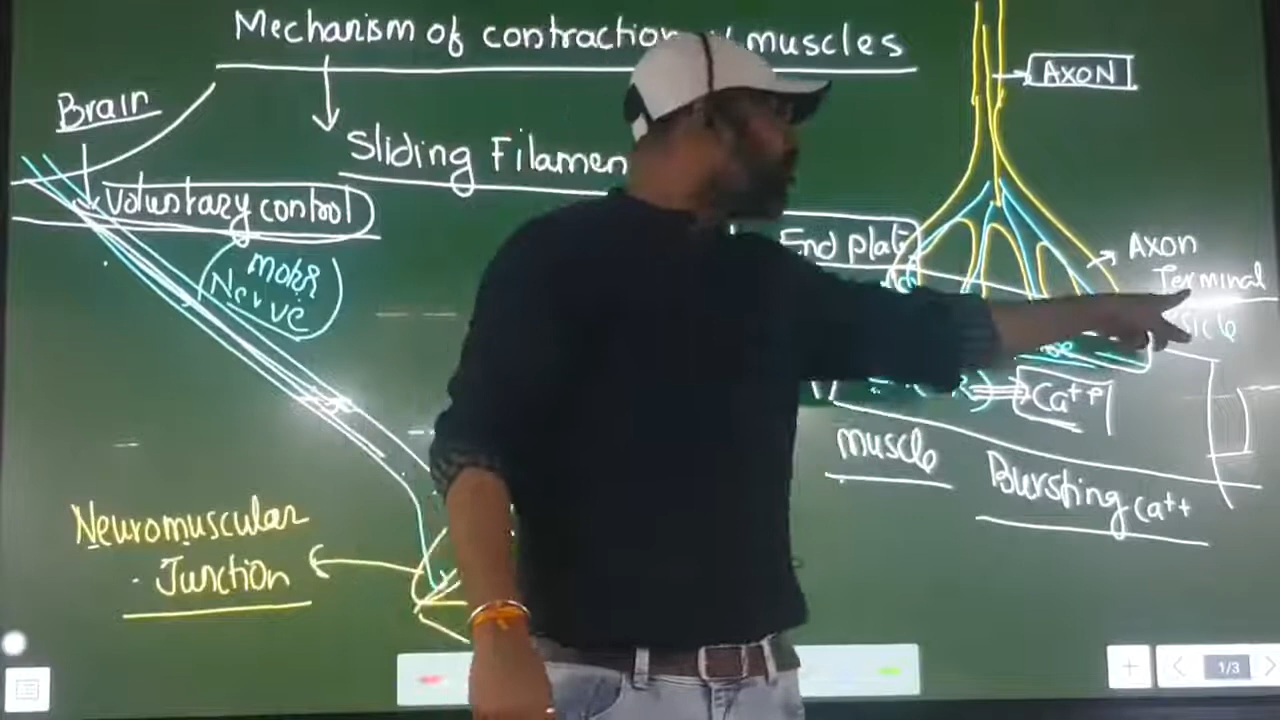 Mechanism of contraction muscles
AXON
Brain
Sliding Filamen
Voluntary control
Motor
Nerve
End plat
Axon
Terminal
Ca++
Muscle
Bursting Ca++
Neuromuscular
Junction
1/3